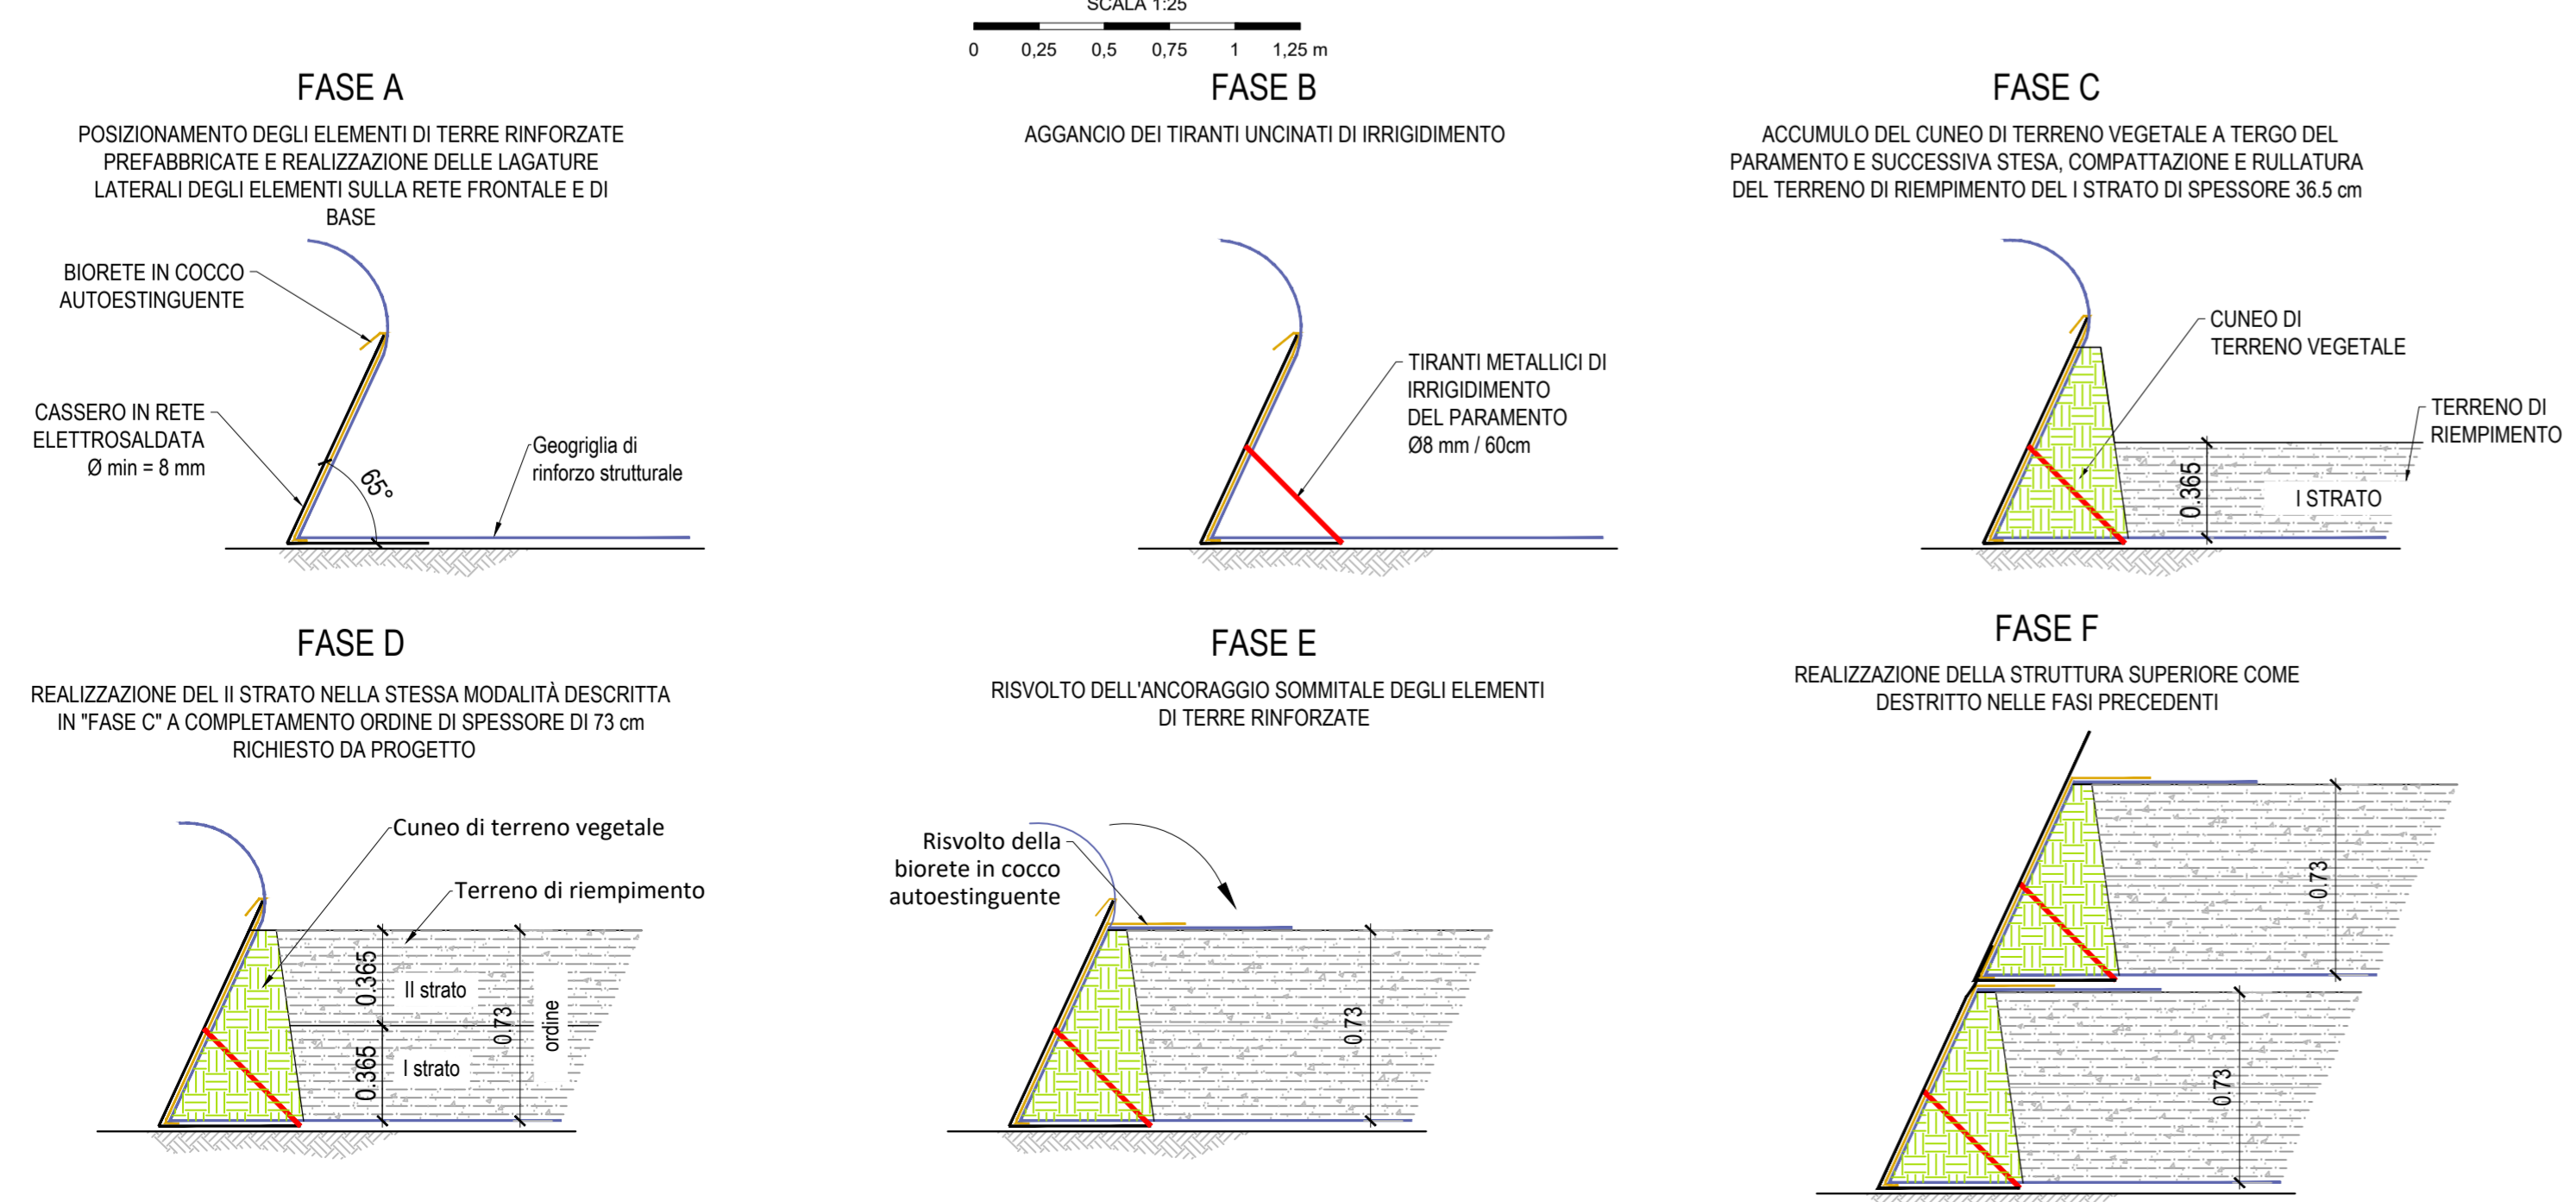 SCALA 1:25
0 0,25 0,5 0,75 1 1,25 m
FASE A
POSIZIONAMENTO DEGLI ELEMENTI DI TERRE RINFORZATE
PREFABBRICATE E REALIZZAZIONE DELLE LAGATURE
LATERALI DEGLI ELEMENTI SULLA RETE FRONTALE E DI
BASE
BIORETE IN COCCO
AUTOESTINGUENTE
CASSERO IN RETE
ELETTROSALDATA
Ø min = 8 mm
65°
Geogriglia di
rinforzo strutturale
FASE B
AGGANCIO DEI TIRANTI UNCINATI DI IRRIGIDIMENTO
TIRANTI METALLICI DI
IRRIGIDIMENTO
DEL PARAMENTO
Ø8 mm / 60cm
FASE C
ACCUMULO DEL CUNEO DI TERRENO VEGETALE A TERGO DEL
PARAMENTO E SUCCESSIVA STESA, COMPATTAZIONE E RULLATURA
DEL TERRENO DI RIEMPIMENTO DEL I STRATO DI SPESSORE 36.5 cm
CUNEO DI
TERRENO VEGETALE
TERRENO DI
RIEMPIMENTO
0.365
I STRATO
FASE D
REALIZZAZIONE DEL II STRATO NELLA STESSA MODALITÀ DESCRITTA
IN "FASE C" A COMPLETAMENTO ORDINE DI SPESSORE DI 73 cm
RICHIESTO DA PROGETTO
Cuneo di terreno vegetale
Terreno di riempimento
0.365
II strato
0.365
I strato
0.73
ordine
FASE E
RISVOLTO DELL'ANCORAGGIO SOMMITALE DEGLI ELEMENTI
DI TERRE RINFORZATE
Risvolto della
biorete in cocco
autoestinguente
0.73
FASE F
REALIZZAZIONE DELLA STRUTTURA SUPERIORE COME
DESTRITTO NELLE FASI PRECEDENTI
0.73
0.73